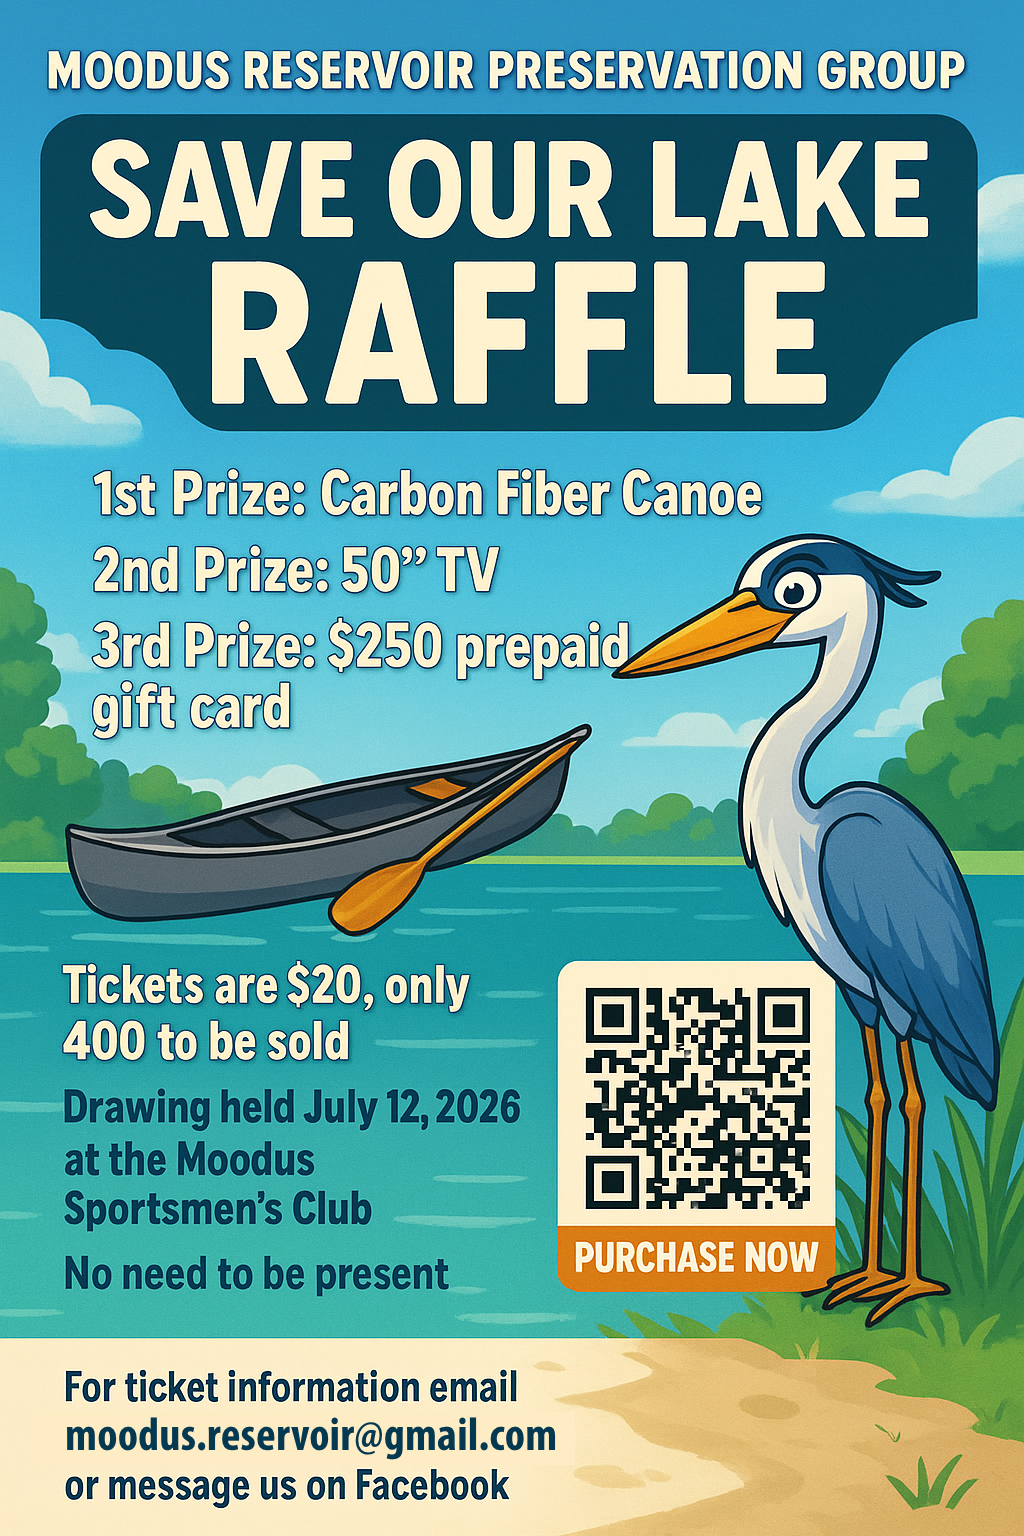 MOODUS RESERVOIR PRESERVATION GROUP
SAVE OUR LAKE
RAFFLE
1st Prize: Carbon Fiber Canoe
2nd Prize: 50” TV
3rd Prize: $250 prepaid
gift card
Tickets are $20, only
400 to be sold
Drawing held July 12, 2026
at the Moodus
Sportsmen’s Club
No need to be present
PURCHASE NOW
For ticket information email
moodus.reservoir@gmail.com
or message us on Facebook